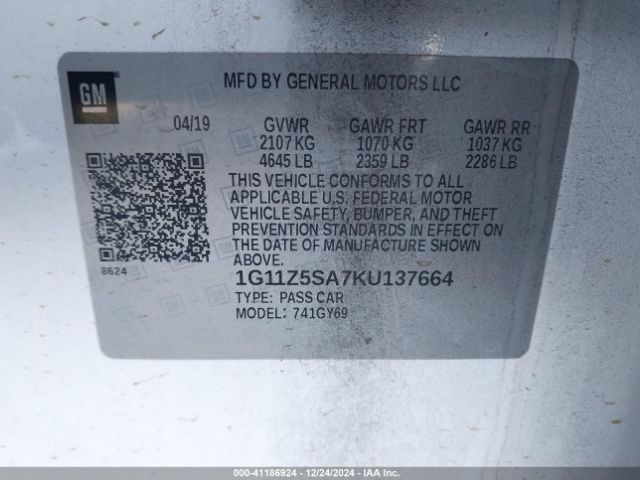 GM
MFD BY GENERAL MOTORS LLC
04/19 GVWR GAWR FRT GAWR RR
2107 KG 1070 KG 1037 KG
4645 LB 2359 LB 2286 LB
THIS VEHICLE CONFORMS TO ALL
APPLICABLE U.S. FEDERAL MOTOR
VEHICLE SAFETY, BUMPER, AND THEFT
PREVENTION STANDARDS IN EFFECT ON
THE DATE OF MANUFACTURE SHOWN
ABOVE.
8624
1G11Z5SA7KU137664
TYPE: PASS CAR
MODEL: 741GY69
000-41186924 - 12/24/2024 - IAA Inc.